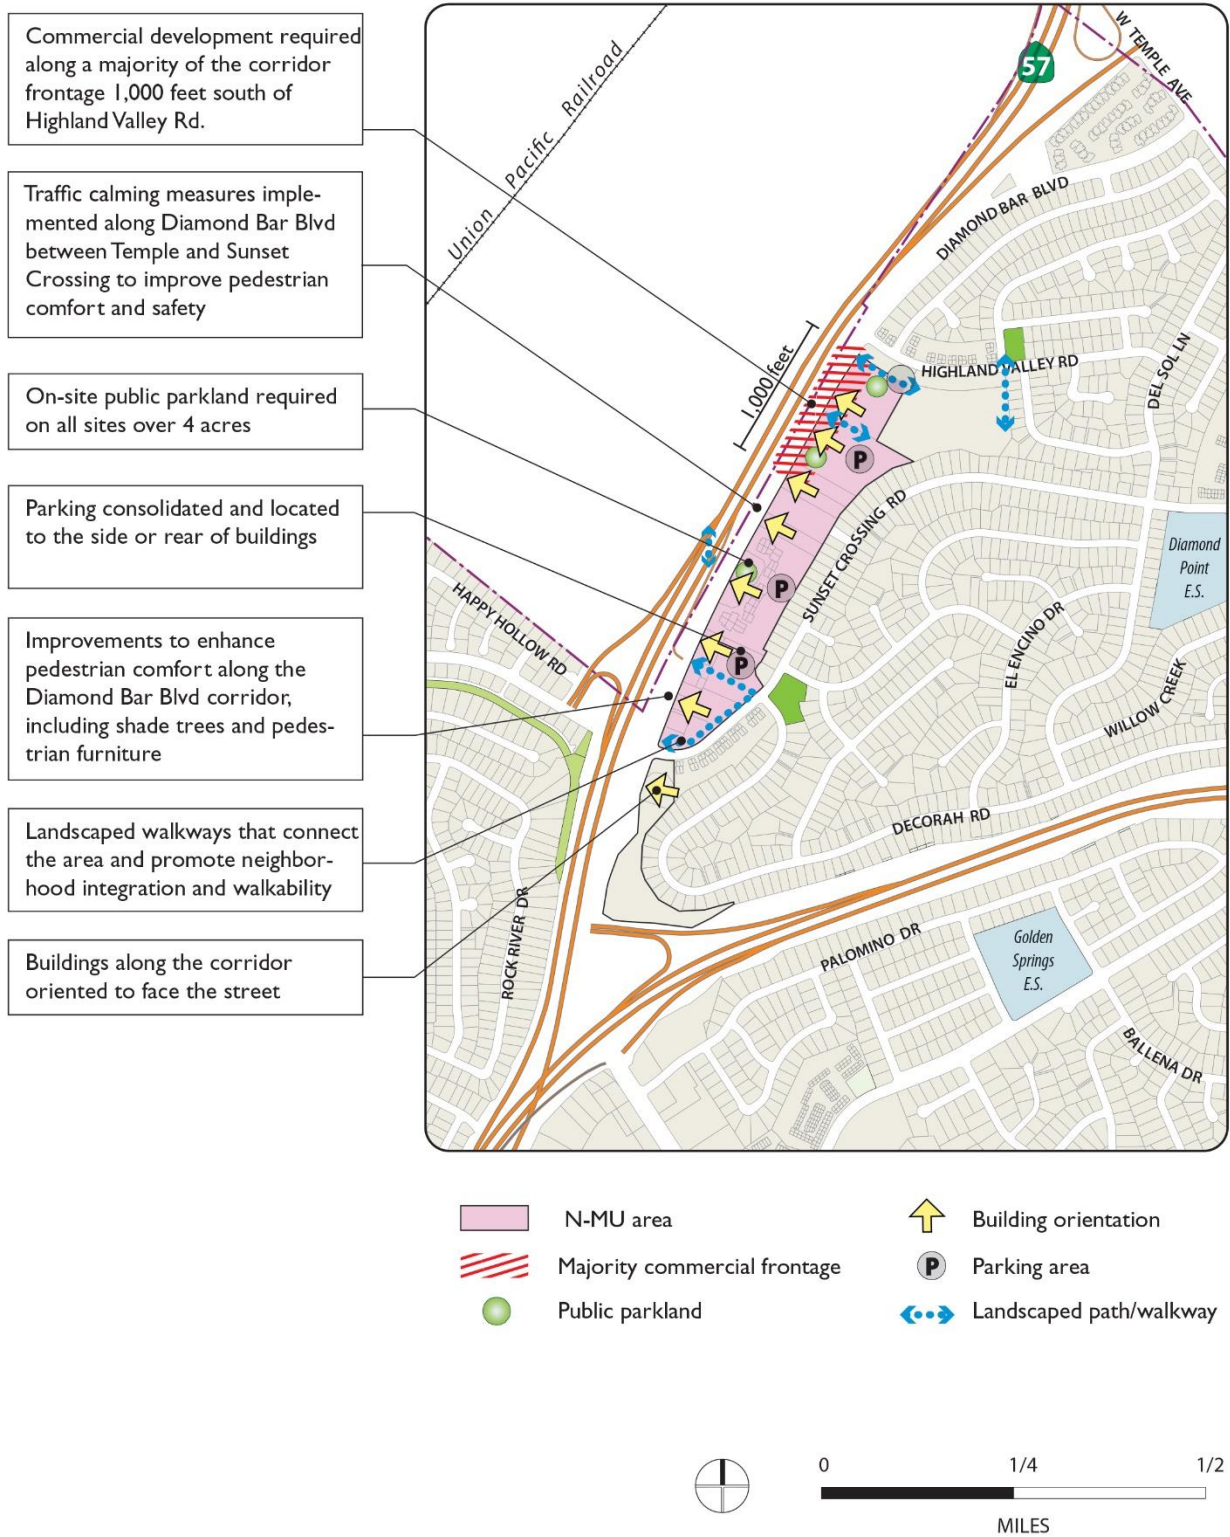 Commercial development required
along a majority of the corridor
frontage 1,000 feet south of
Highland Valley Rd.
Traffic calming measures imple-
mented along Diamond Bar Blvd
between Temple and Sunset
Crossing to improve pedestrian
comfort and safety
On-site public parkland required
on all sites over 4 acres
Parking consolidated and located
to the side or rear of buildings
Improvements to enhance
pedestrian comfort along the
Diamond Bar Blvd corridor,
including shade trees and pedes-
trian furniture
Landscaped walkways that connect
the area and promote neighbor-
hood integration and walkability
Buildings along the corridor
oriented to face the street
Union Pacific Railroad
57
W TEMPLE AVE
DIAMOND BAR BLVD
1,000 feet
HIGHLAND VALLEY RD
DEL SOL LN
P
SUNSET CROSSING RD
Diamond
Point
E.S.
P
HAPPY HOLLOW RD
EL ENCINO DR
P
WILLOW CREEK
DECORAH RD
ROCK RIVER DR
PALOMINO DR
Golden
Springs
E.S.
BALLENA DR
N-MU area
Majority commercial frontage
Public parkland
Building orientation
P Parking area
Landscaped path/walkway
0 1/4 1/2
MILES